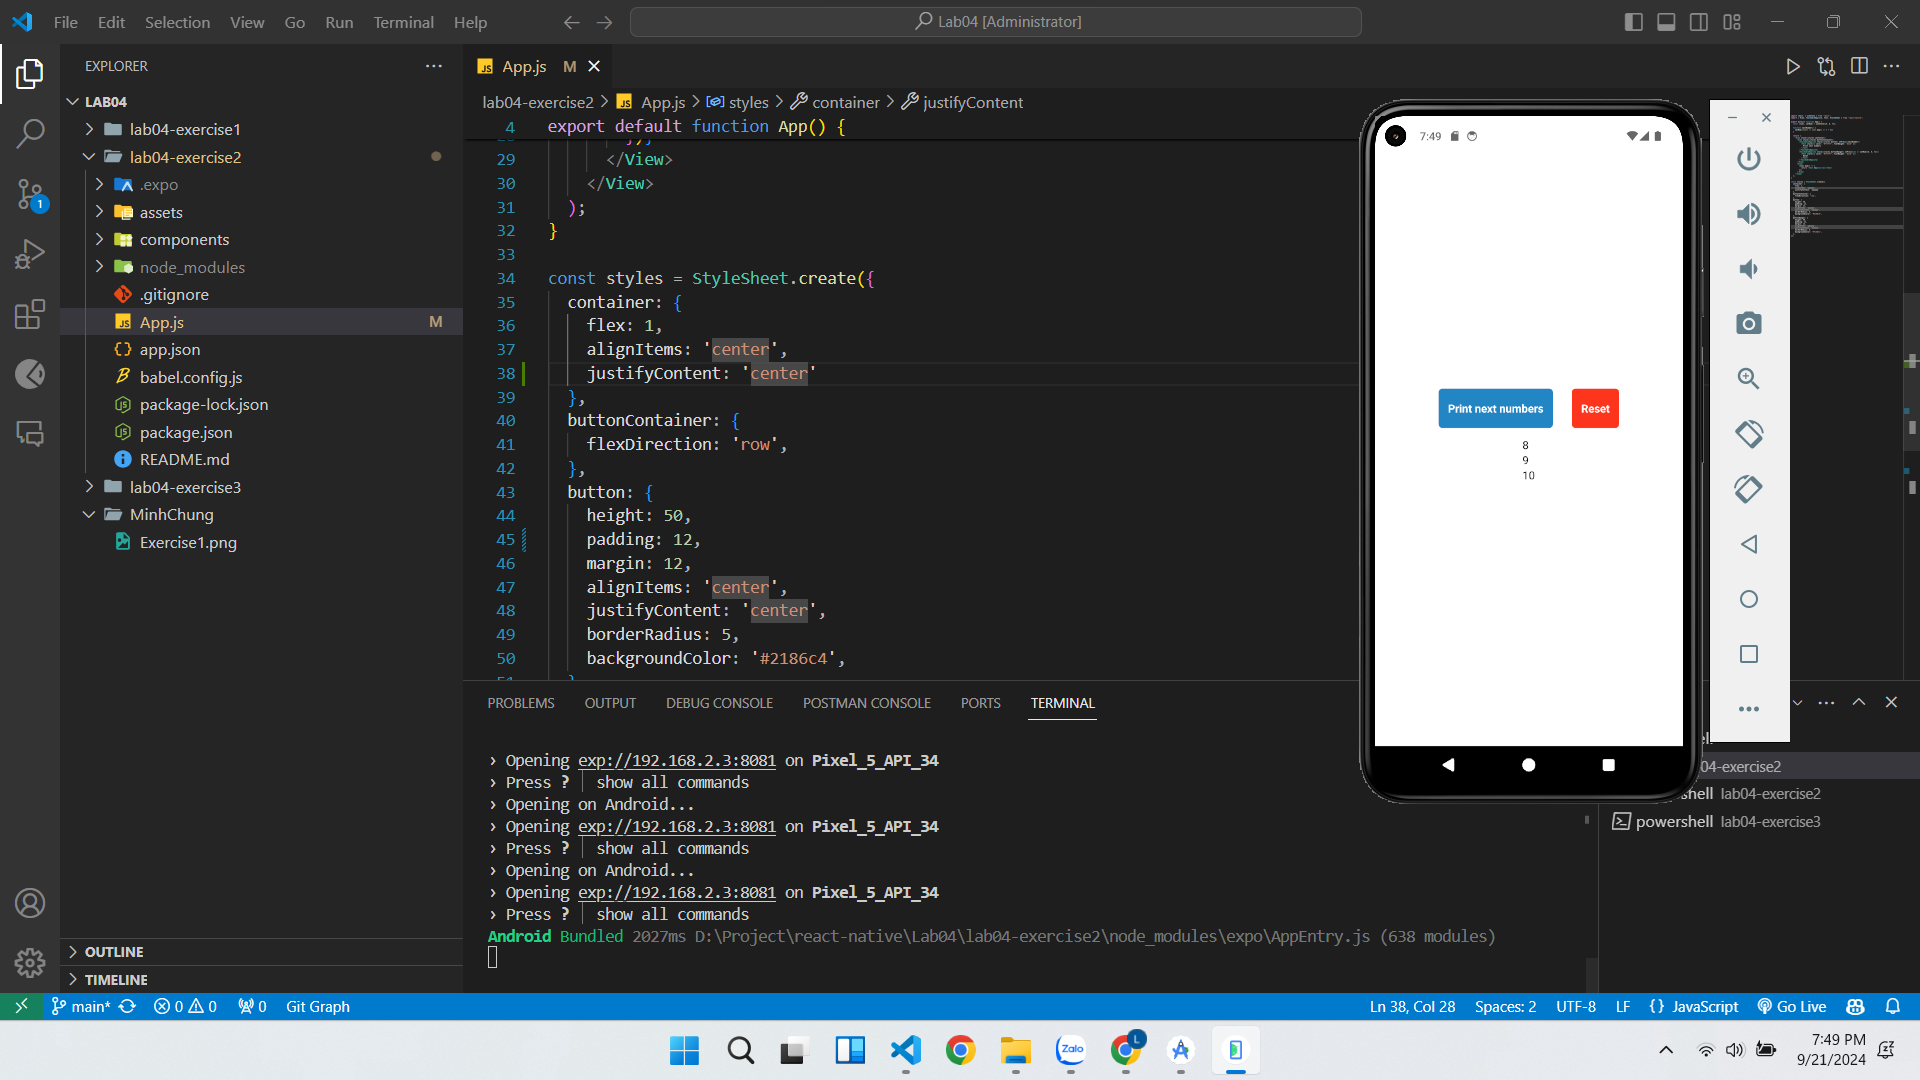 File Edit Selection View Go Run Terminal Help
Lab04 [Administrator]
EXPLORER
LAB04
lab04-exercise1
lab04-exercise2
.expo
assets
components
node_modules
.gitignore
App.js M
app.json
babel.config.js
package-lock.json
package.json
README.md
lab04-exercise3
MinhChung
Exercise1.png
OUTLINE
TIMELINE
1
App.js M
lab04-exercise2 > App.js > styles > container > justifyContent
4 export default function App() {
29 </View>
30 </View>
31 );
32 }
33
34 const styles = StyleSheet.create({
35 container: {
36 flex: 1,
37 alignItems: 'center',
38 justifyContent: 'center'
39 },
40 buttonContainer: {
41 flexDirection: 'row',
42 },
43 button: {
44 height: 50,
45 padding: 12,
46 margin: 12,
47 alignItems: 'center',
48 justifyContent: 'center',
49 borderRadius: 5,
50 backgroundColor: '#2186c4',
7:49
Print next numbers
Reset
8
9
10
PROBLEMS OUTPUT DEBUG CONSOLE POSTMAN CONSOLE PORTS TERMINAL
› Opening exp://192.168.2.3:8081 on Pixel_5_API_34
› Press ? │ show all commands
› Opening on Android...
› Opening exp://192.168.2.3:8081 on Pixel_5_API_34
› Press ? │ show all commands
› Opening on Android...
› Opening exp://192.168.2.3:8081 on Pixel_5_API_34
› Press ? │ show all commands
Android Bundled 2027ms D:\Project\react-native\Lab04\lab04-exercise2\node_modules\expo\AppEntry.js (638 modules)
04-exercise2
shell lab04-exercise2
powershell lab04-exercise3
main* 0 0 0 Git Graph
Ln 38, Col 28 Spaces: 2 UTF-8 LF {} JavaScript Go Live
Zalo
L
7:49 PM
9/21/2024